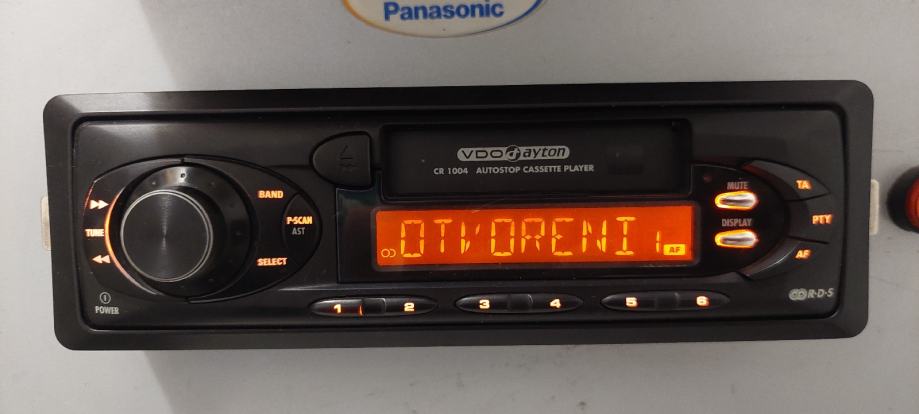 Panasonic
VDO dayton
CR 1004 AUTOSTOP CASSETTE PLAYER
MUTE
TA
BAND
P-SCAN
AST
TUNE
OTVORENI 1
AF
DISPLAY
PTY
SELECT
AF
POWER
1 2 3 4 5 6
R·D·S